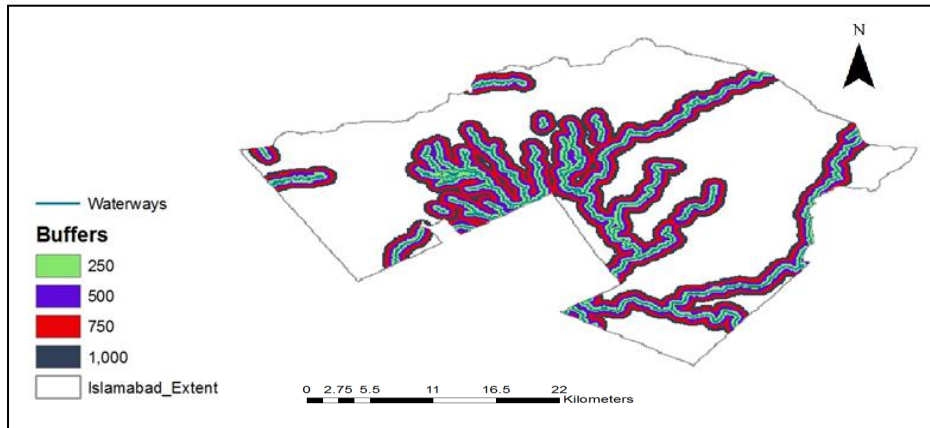 N
Waterways
Buffers
250
500
750
1,000
Islamabad_Extent
0 2.75 5.5 11 16.5 22
Kilometers